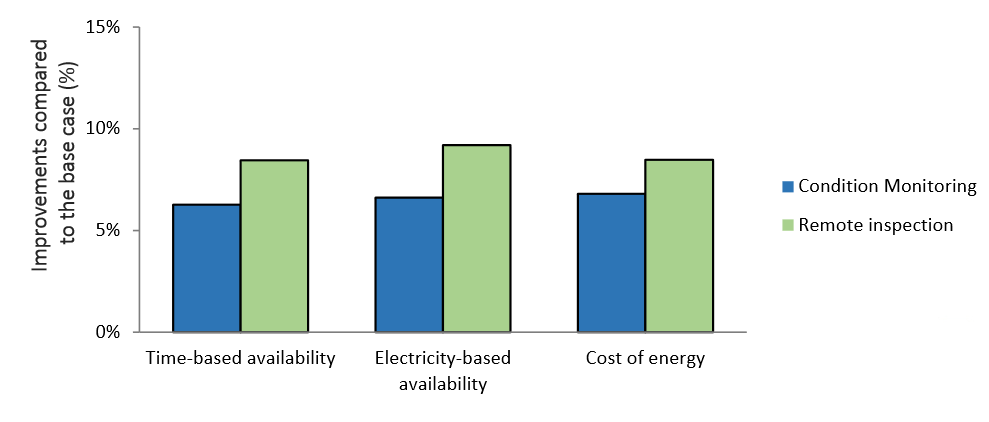 Improvements compared
to the base case (%)
15%
10%
5%
0%
Time-based availability
Electricity-based
availability
Cost of energy
Condition Monitoring
Remote inspection